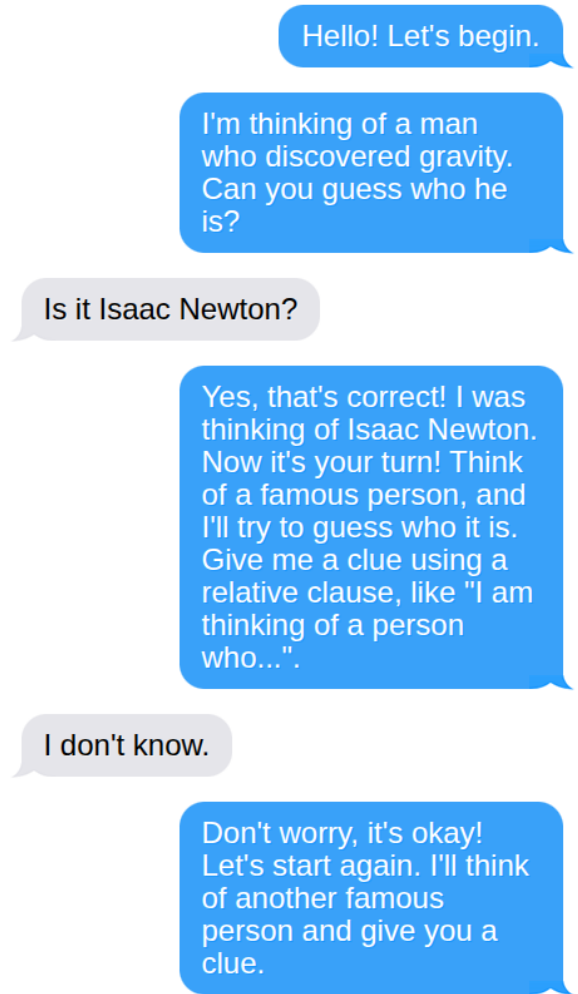 Hello! Let's begin.
I'm thinking of a man
who discovered gravity.
Can you guess who he
is?
Is it Isaac Newton?
Yes, that's correct! I was
thinking of Isaac Newton.
Now it's your turn! Think
of a famous person, and
I'll try to guess who it is.
Give me a clue using a
relative clause, like "I am
thinking of a person
who...".
I don't know.
Don't worry, it's okay!
Let's start again. I'll think
of another famous
person and give you a
clue.